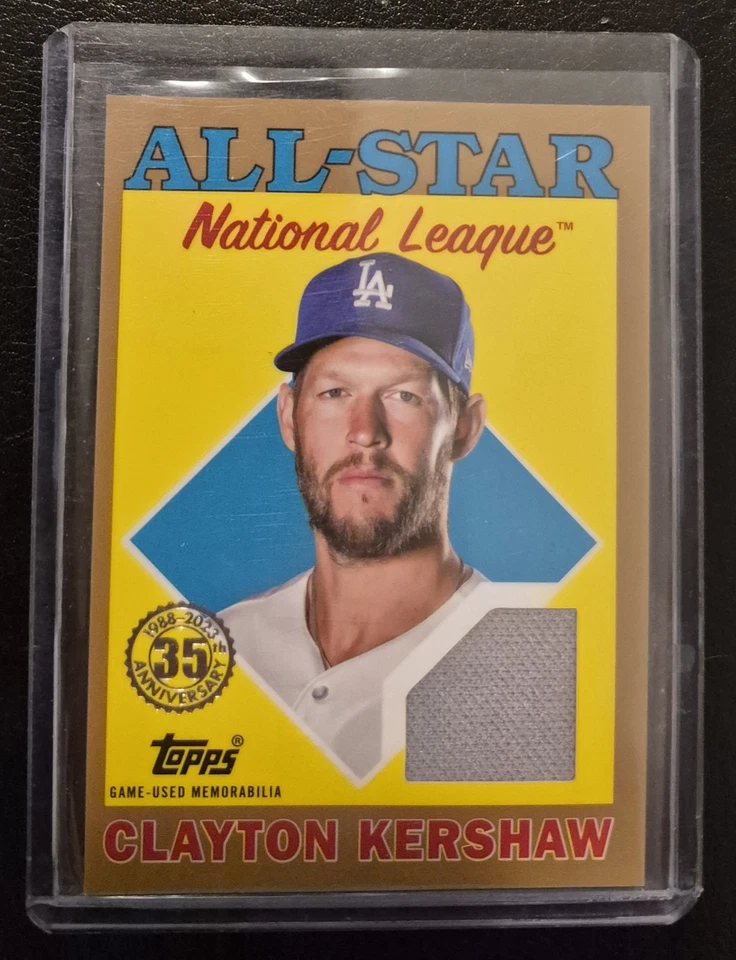 ALL-STAR
National League™
LA
1988-2023
35th
ANNIVERSARY
Topps®
GAME-USED MEMORABILIA
CLAYTON KERSHAW